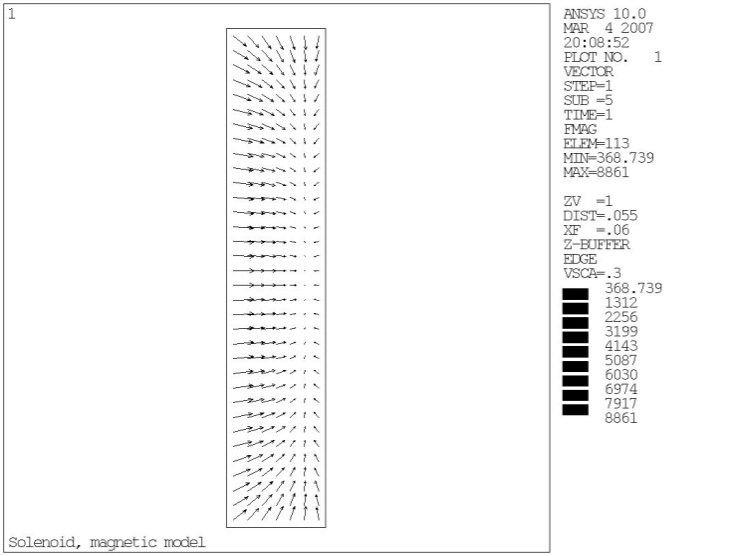 1
ANSYS 10.0
MAR 4 2007
20:08:52
PLOT NO. 1
VECTOR
STEP=1
SUB =5
TIME=1
FMAG
ELEM=113
MIN=368.739
MAX=8861
ZV =1
DIST=.055
XF =.06
Z-BUFFER
EDGE
VSCA=.3
368.739
1312
2256
3199
4143
5087
6030
6974
7917
8861
Solenoid, magnetic model